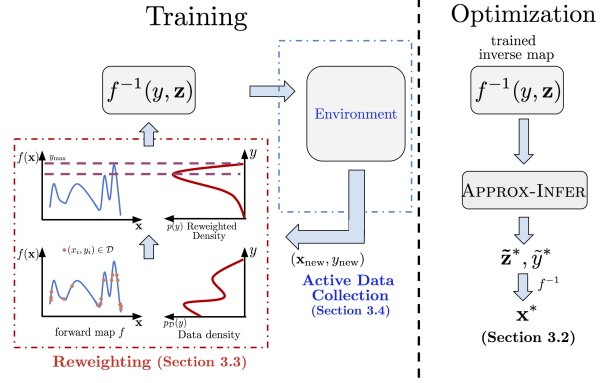 Training
f⁻¹(y, z)
Environment
f(x)
y_max
y
x
p(y) Reweighted
Density
f(x)
(x_i, y_i) ∈ 𝒟
y
x
forward map f
p_𝒟(y)
Data density
Reweighting (Section 3.3)
(x_new, y_new)
Active Data
Collection
(Section 3.4)
Optimization
trained
inverse map
f⁻¹(y, z)
APPROX-INFER
z̃*, ỹ*
f⁻¹
x*
(Section 3.2)